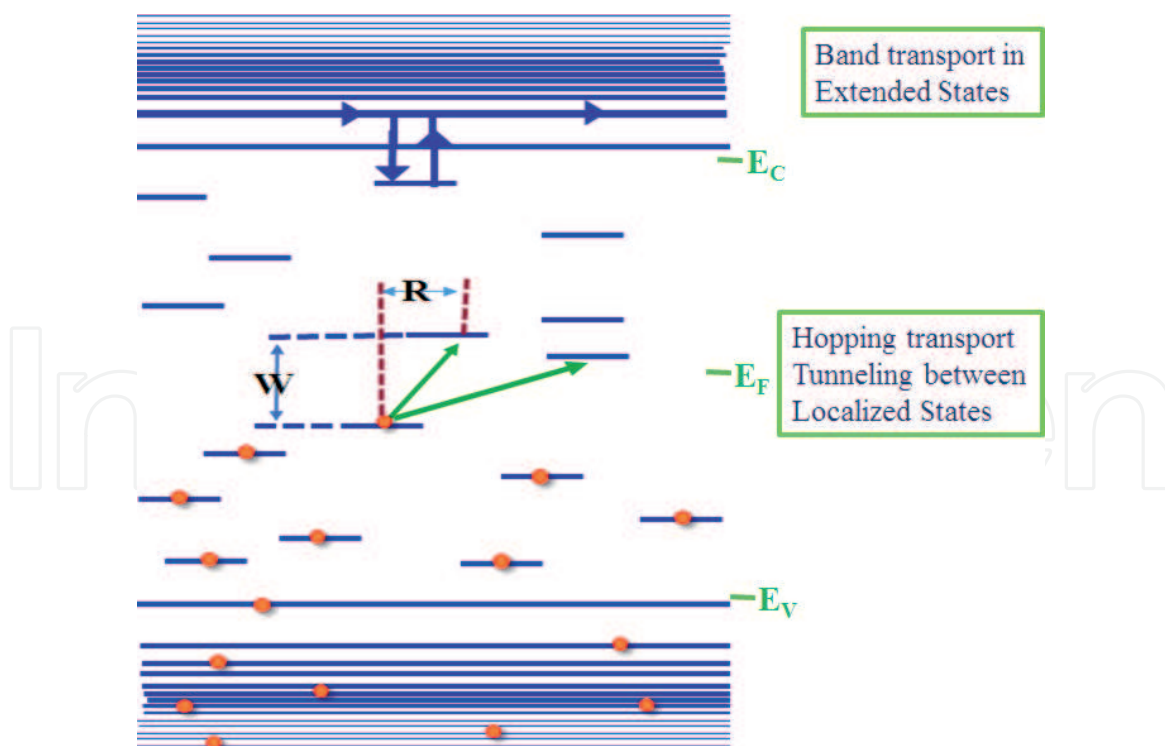 Band transport in
Extended States
E_C
R
W
Hopping transport
Tunneling between
Localized States
E_F
E_V